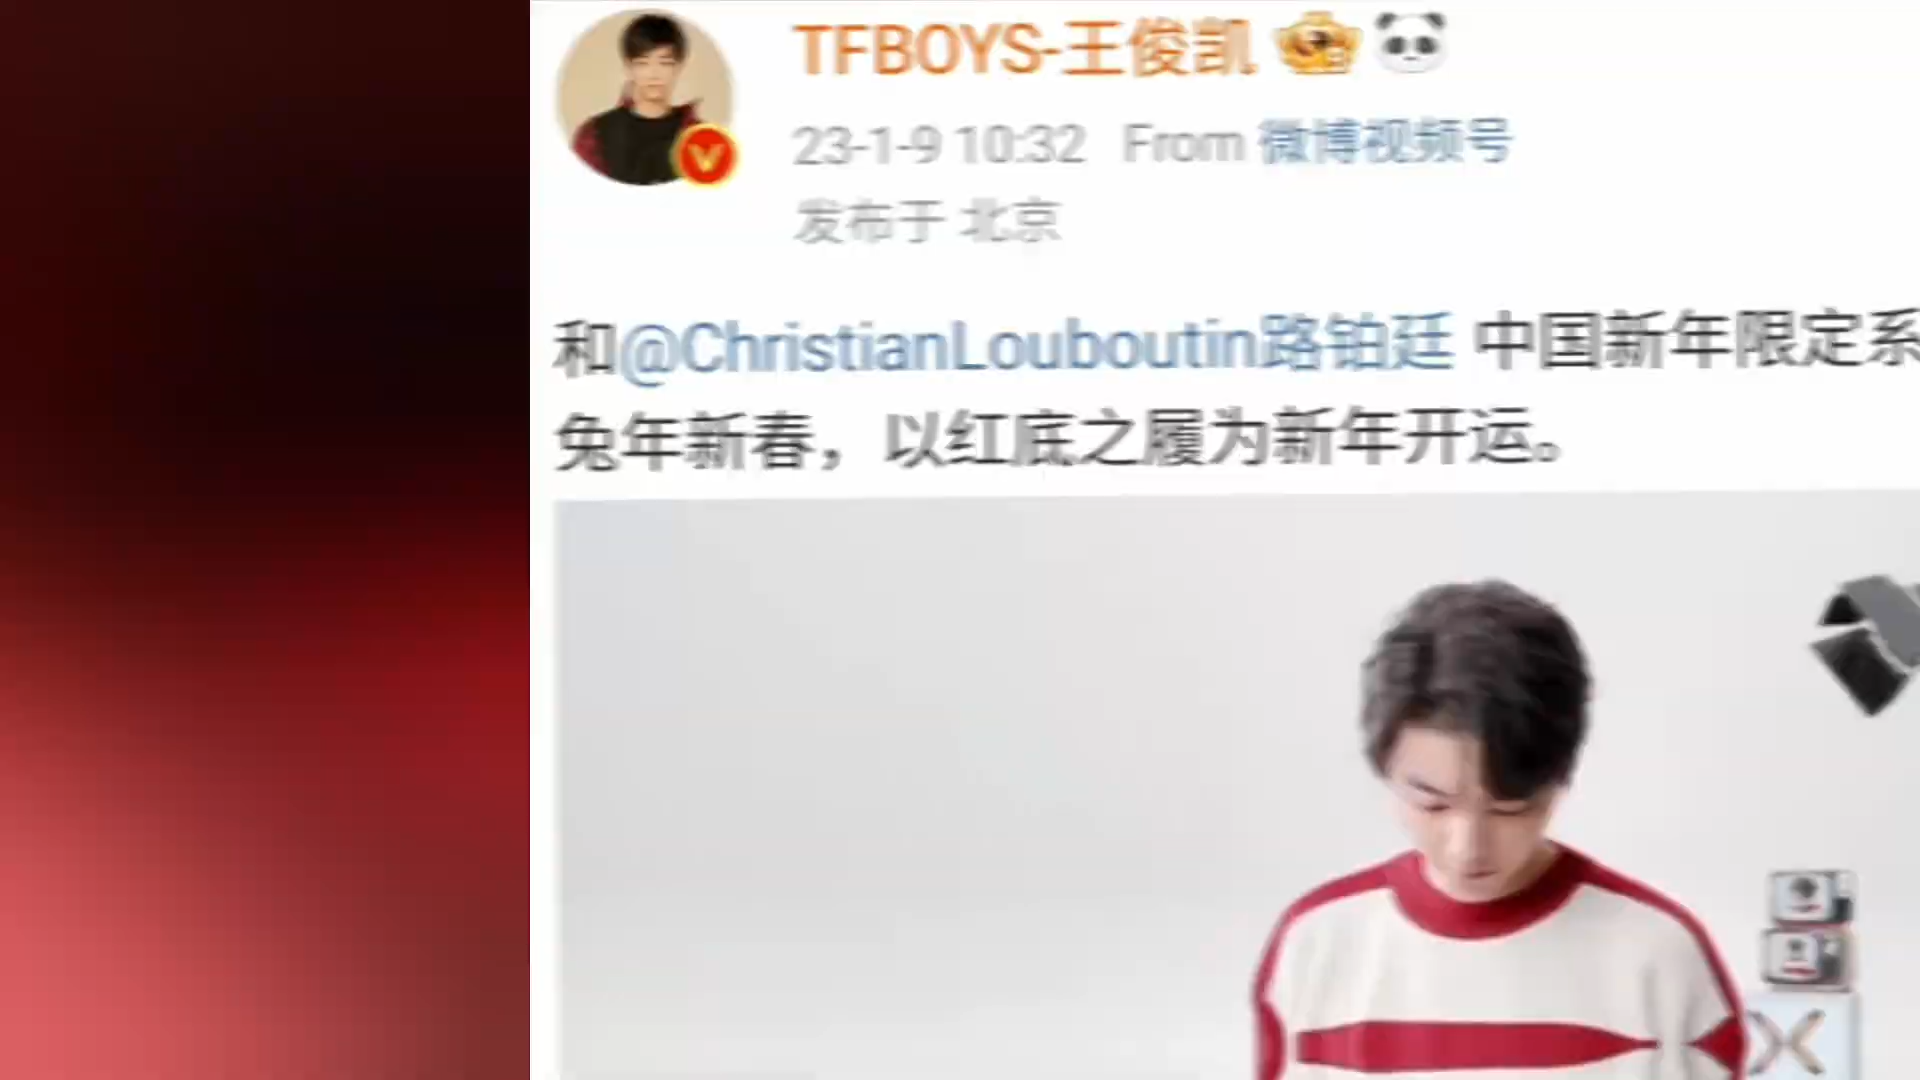 TFBOYS-王俊凯
23-1-9 10:32 From 微博视频号
发布于 北京
和@ChristianLouboutin路铂廷 中国新年限定系
兔年新春，以红底之履为新年开运。